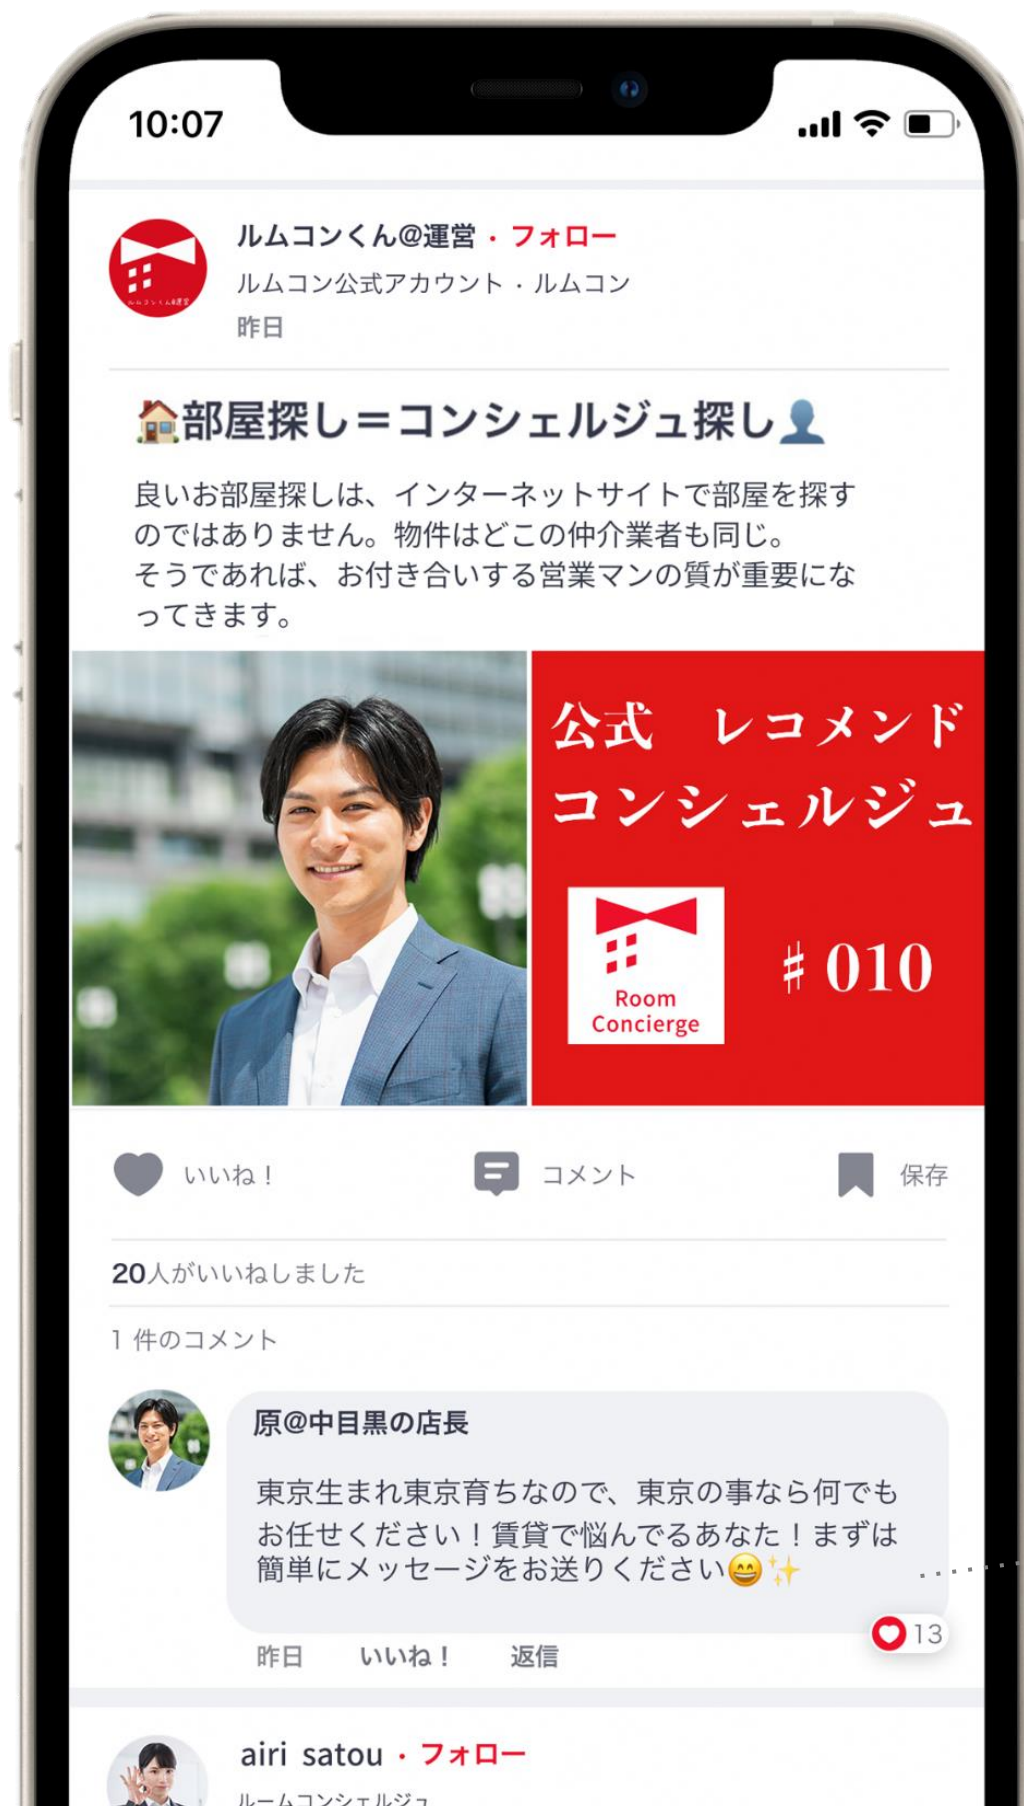 10:07
ルムコンくん@運営・フォロー
ルムコン公式アカウント・ルムコン
ルムコンくん@運営
昨日
部屋探し＝コンシェルジュ探し
良いお部屋探しは、インターネットサイトで部屋を探す
のではありません。物件はどこの仲介業者も同じ。
そうであれば、お付き合いする営業マンの質が重要にな
ってきます。
公式　レコメンド
コンシェルジュ
Room
Concierge
♯010
いいね！ コメント 保存
20人がいいねしました
1 件のコメント
原@中目黒の店長
東京生まれ東京育ちなので、東京の事なら何でも
お任せください！賃貸で悩んでるあなた！まずは
簡単にメッセージをお送りください😄✨
13
昨日 いいね！ 返信
airi satou・フォロー
ルームコンシェルジュ